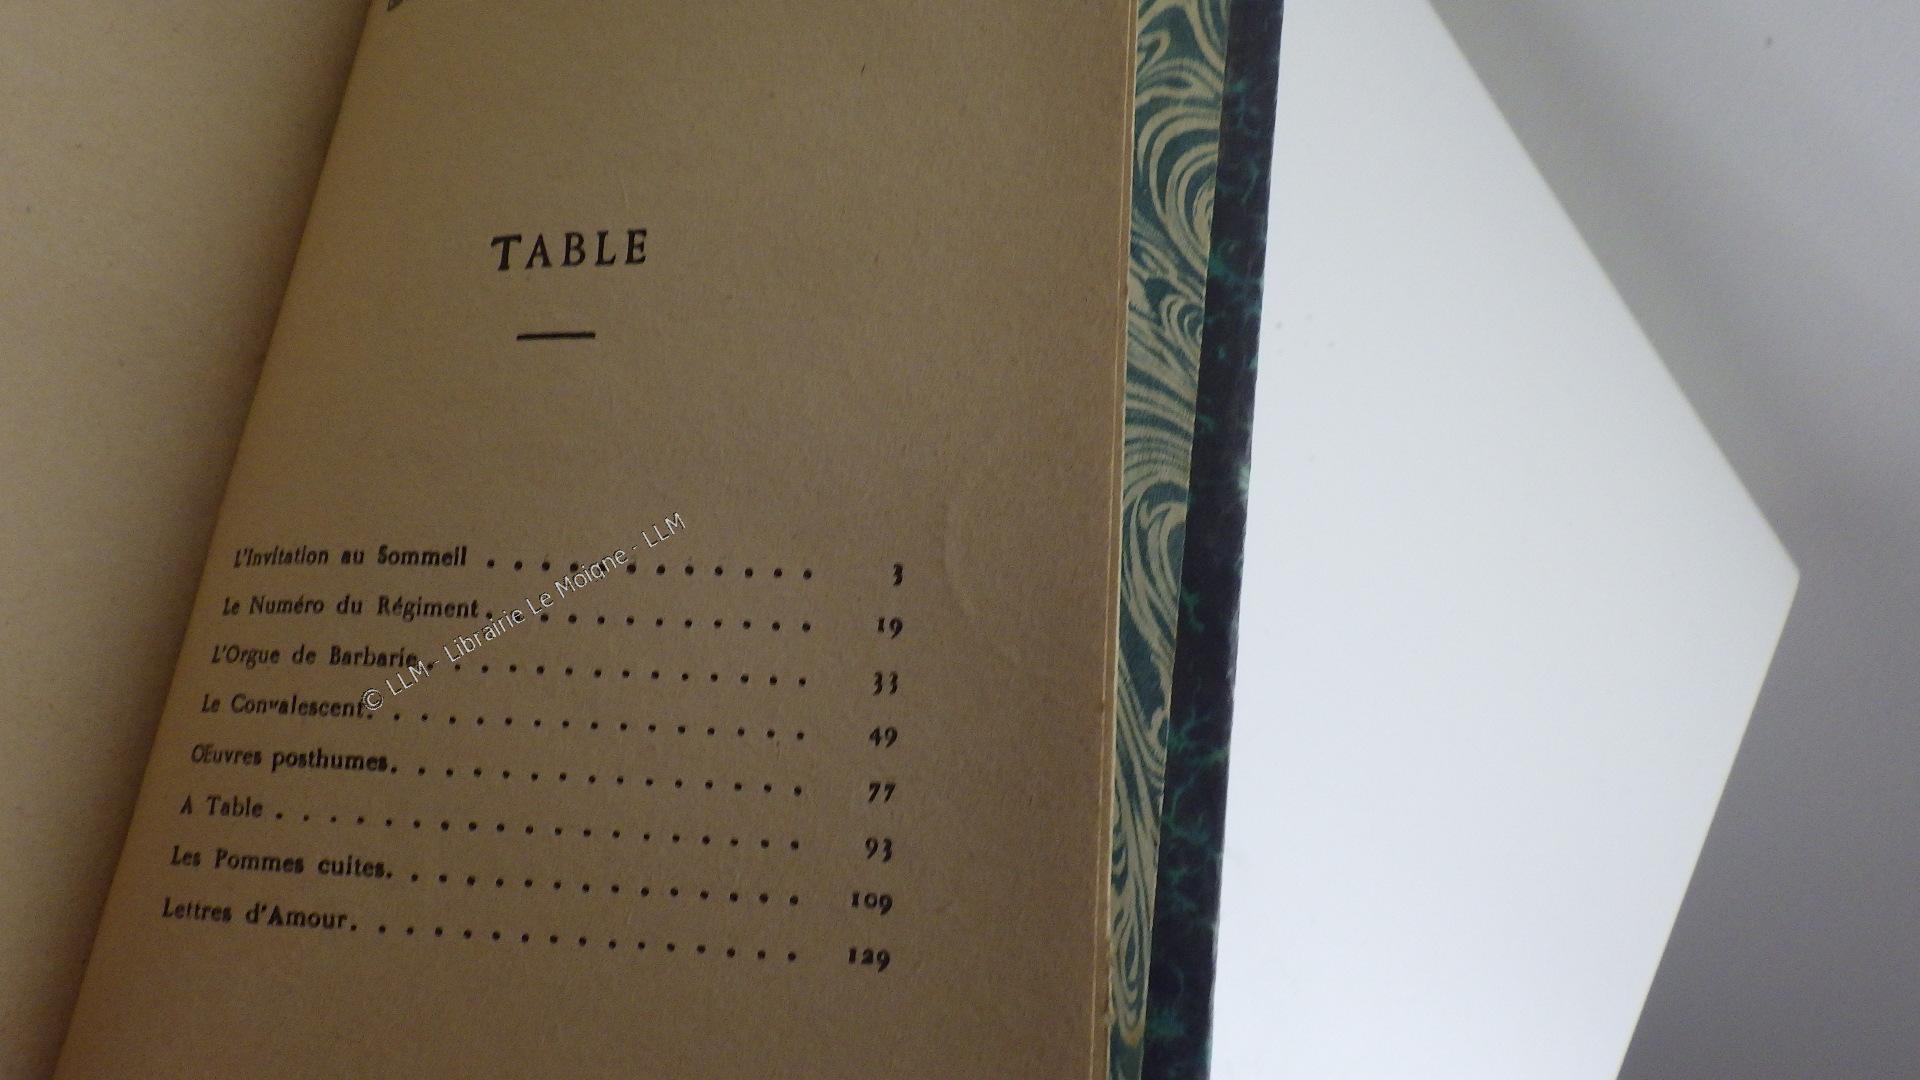 TABLE
L'Invitation au Sommeil . . . . . . . . . . . . 3
Le Numéro du Régiment . . . . . . . . . . . . 19
L'Orgue de Barbarie . . . . . . . . . . . . . . 33
Le Convalescent . . . . . . . . . . . . . . . . 49
Œuvres posthumes . . . . . . . . . . . . . . . 77
A Table . . . . . . . . . . . . . . . . . . . 93
Les Pommes cuites . . . . . . . . . . . . . . . 109
Lettres d'Amour . . . . . . . . . . . . . . . . 129
© LLM - Librairie Le Moigne - LLM